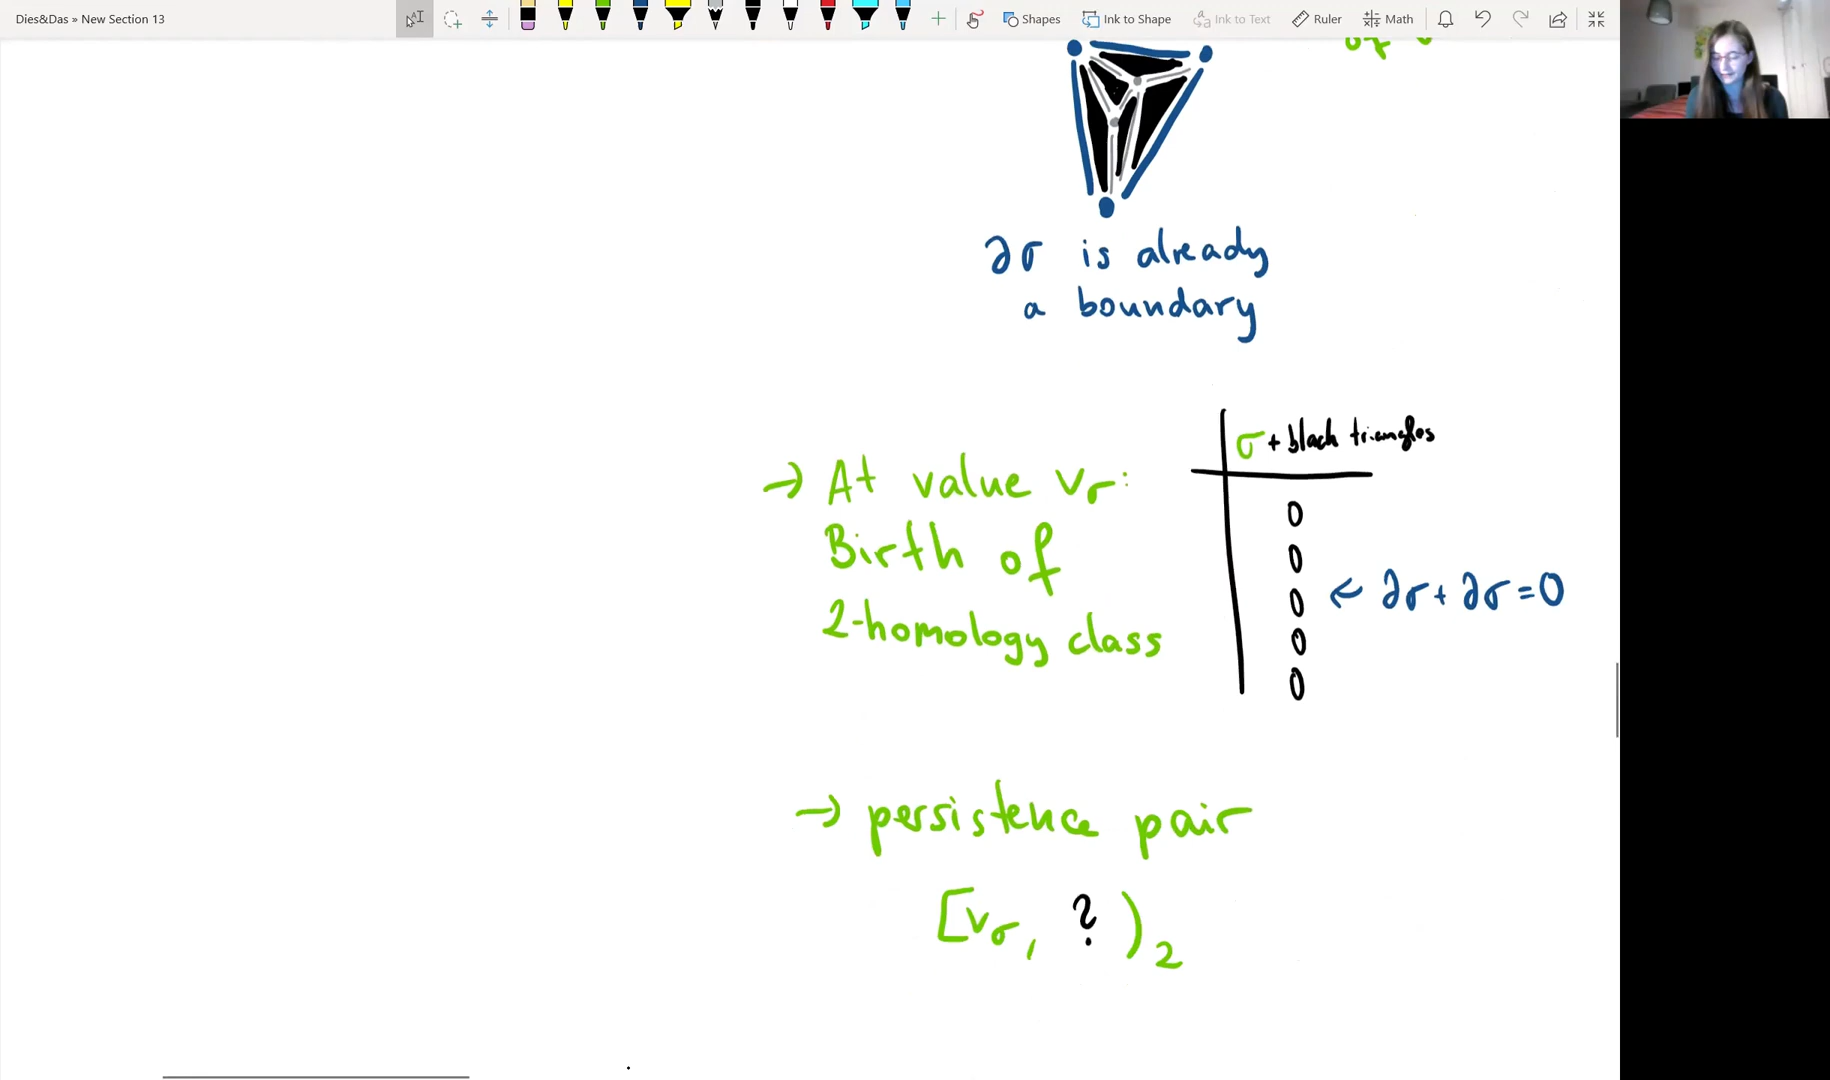 Dies&Das » New Section 13
Shapes
Ink to Shape
Ink to Text
Ruler
Math
of
∂σ is already
a boundary
σ + black triangles
→ At value vσ:
Birth of
2-homology class
0
0
0 ← ∂σ + ∂σ = 0
0
0
→ persistence pair
[vσ, ?)₂